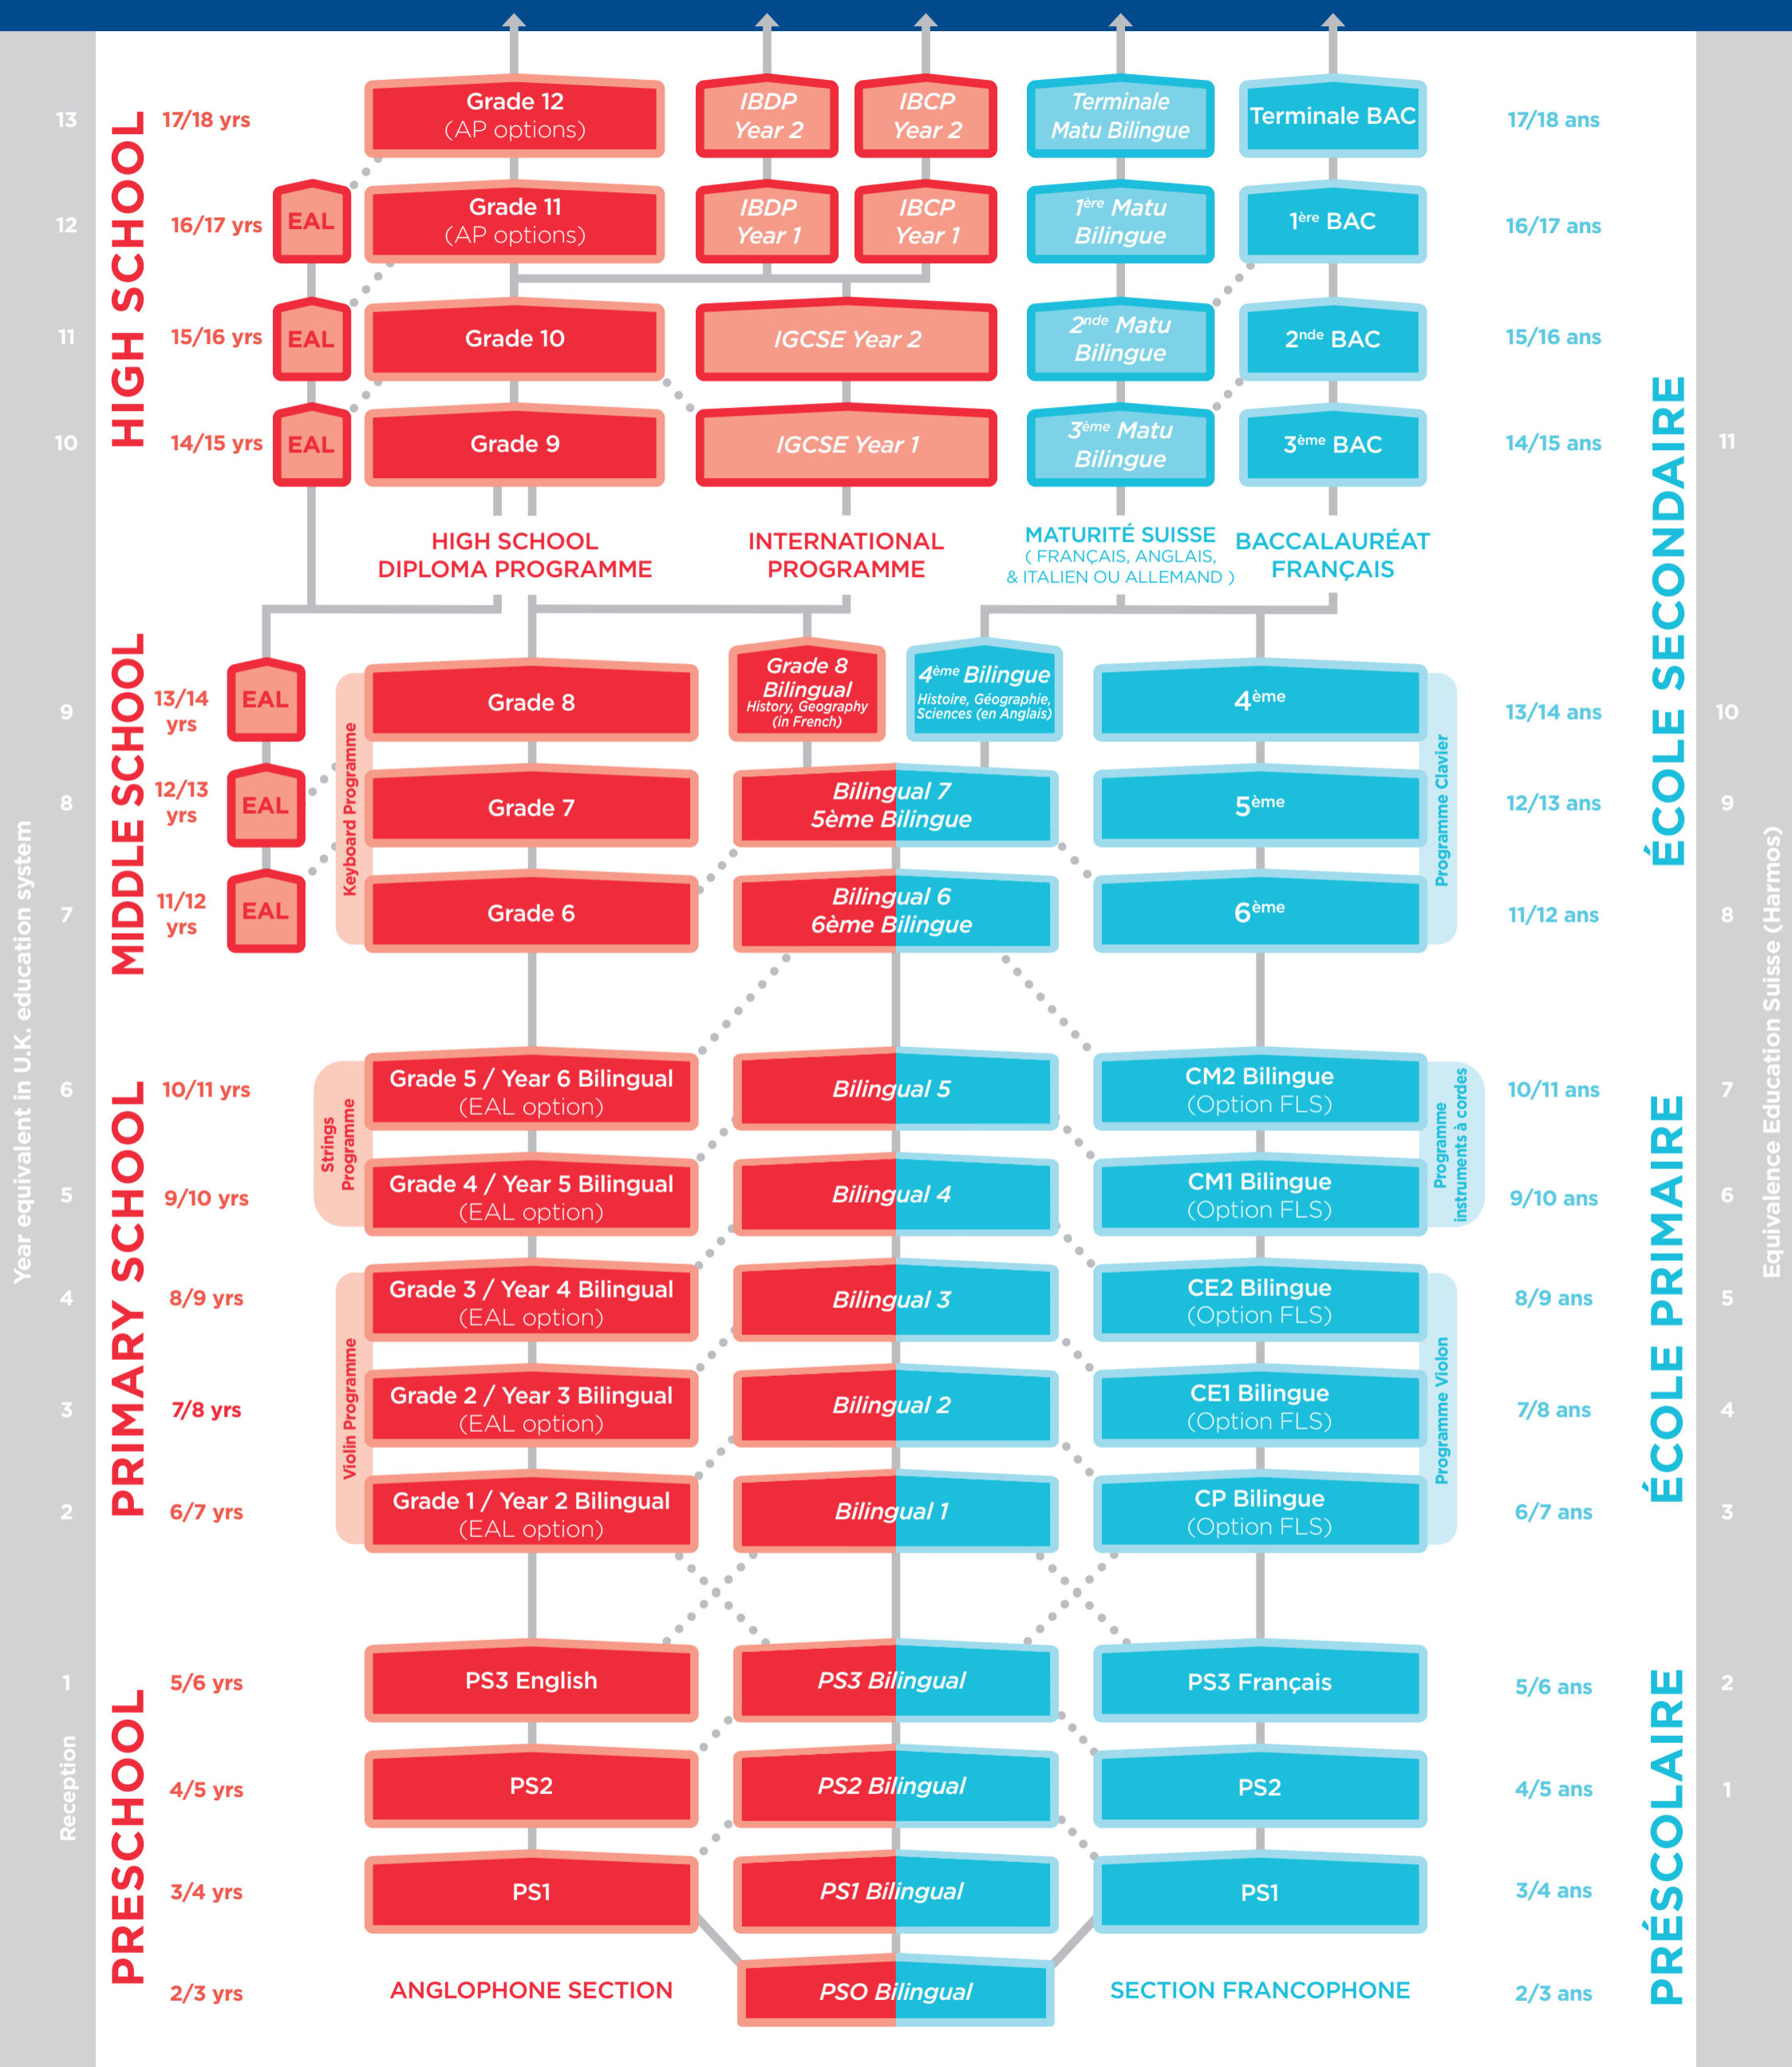 13
HIGH SCHOOL
17/18 yrs
Grade 12
(AP options)
IBDP
Year 2
IBCP
Year 2
Terminale
Matu Bilingue
Terminale BAC
17/18 ans
12
16/17 yrs
EAL
Grade 11
(AP options)
IBDP
Year 1
IBCP
Year 1
1ère Matu
Bilingue
1ère BAC
16/17 ans
11
15/16 yrs
EAL
Grade 10
IGCSE Year 2
2nde Matu
Bilingue
2nde BAC
15/16 ans
10
14/15 yrs
EAL
Grade 9
IGCSE Year 1
3ème Matu
Bilingue
3ème BAC
14/15 ans
11
ÉCOLE SECONDAIRE
HIGH SCHOOL
DIPLOMA PROGRAMME
INTERNATIONAL
PROGRAMME
MATURITÉ SUISSE
( FRANÇAIS, ANGLAIS,
& ITALIEN OU ALLEMAND )
BACCALAURÉAT
FRANÇAIS
MIDDLE SCHOOL
9
13/14
yrs
EAL
Grade 8
Grade 8
Bilingual
History, Geography
(in French)
4ème Bilingue
Histoire, Géographie,
Sciences (en Anglais)
4ème
13/14 ans
10
Keyboard Programme
Programme Clavier
8
12/13
yrs
EAL
Grade 7
Bilingual 7
5ème Bilingue
5ème
12/13 ans
9
7
11/12
yrs
EAL
Grade 6
Bilingual 6
6ème Bilingue
6ème
11/12 ans
8
Year equivalent in U.K. education system
Equivalence Education Suisse (Harmos)
PRIMARY SCHOOL
ÉCOLE PRIMAIRE
6
10/11 yrs
Grade 5 / Year 6 Bilingual
(EAL option)
Bilingual 5
CM2 Bilingue
(Option FLS)
10/11 ans
7
Strings
Programme
Programme
instruments à cordes
5
9/10 yrs
Grade 4 / Year 5 Bilingual
(EAL option)
Bilingual 4
CM1 Bilingue
(Option FLS)
9/10 ans
6
4
8/9 yrs
Grade 3 / Year 4 Bilingual
(EAL option)
Bilingual 3
CE2 Bilingue
(Option FLS)
8/9 ans
5
Violin Programme
Programme Violon
3
7/8 yrs
Grade 2 / Year 3 Bilingual
(EAL option)
Bilingual 2
CE1 Bilingue
(Option FLS)
7/8 ans
4
2
6/7 yrs
Grade 1 / Year 2 Bilingual
(EAL option)
Bilingual 1
CP Bilingue
(Option FLS)
6/7 ans
3
PRESCHOOL
PRÉSCOLAIRE
1
5/6 yrs
PS3 English
PS3 Bilingual
PS3 Français
5/6 ans
2
Reception
4/5 yrs
PS2
PS2 Bilingual
PS2
4/5 ans
1
3/4 yrs
PS1
PS1 Bilingual
PS1
3/4 ans
2/3 yrs
ANGLOPHONE SECTION
PSO Bilingual
SECTION FRANCOPHONE
2/3 ans